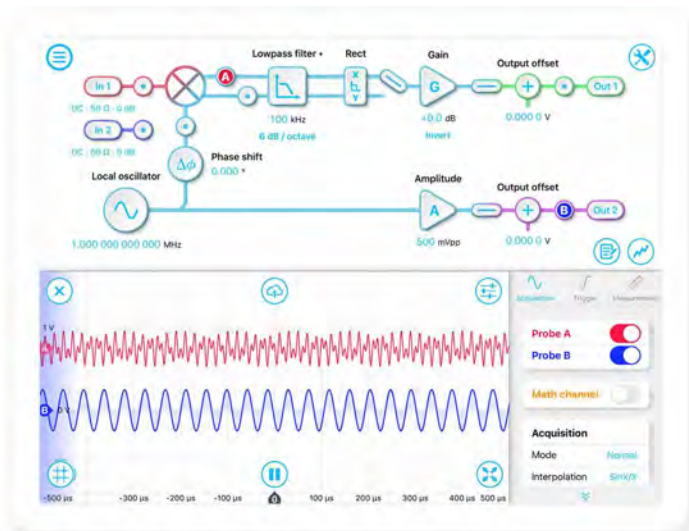 Lowpass filter •
Rect
Gain
Output offset
In 1
A
X
Y
G
Out 1
DC : 50 Ω : 0 dB
100 kHz
+0.0 dB
0.000 0 V
6 dB / octave
Invert
In 2
DC : 50 Ω : 0 dB
Δϕ
Phase shift
0.000 °
Local oscillator
Amplitude
Output offset
A
B
Out 2
1.000 000 000 000 MHz
500 mVpp
0.000 0 V
Acquisition
Trigger
Measurement
1 V
Probe A
Probe B
B
0 V
Math channel
Acquisition
Mode
Normal
Interpolation
SinX/X
-500 µs
-300 µs
-200 µs
-100 µs
0
100 µs
200 µs
300 µs
400 µs
500 µs